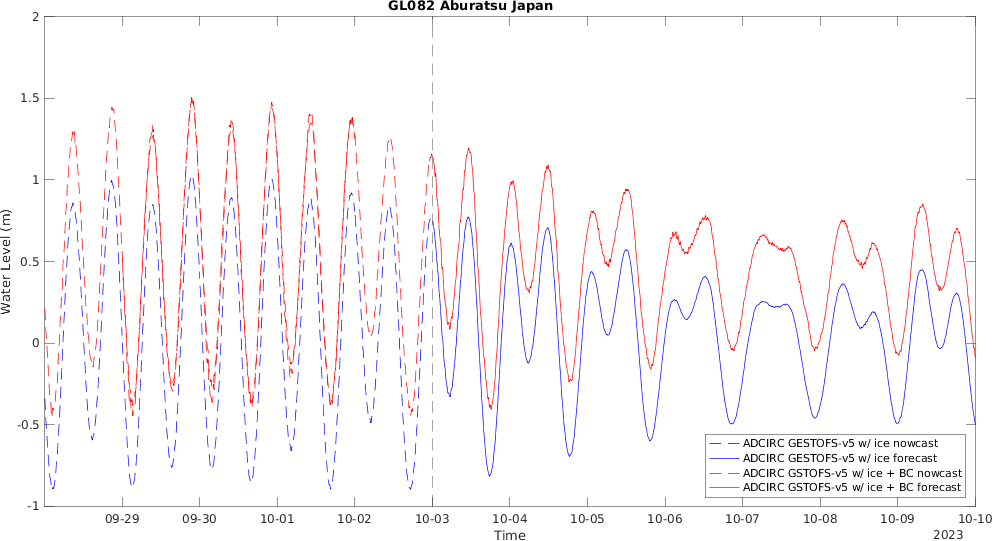 GL082 Aburatsu Japan
2
1.5
1
0.5
0
-0.5
-1
Water Level (m)
09-29 09-30 10-01 10-02 10-03 10-04 10-05 10-06 10-07 10-08 10-09 10-10
Time
2023
ADCIRC GESTOFS-v5 w/ ice nowcast
ADCIRC GESTOFS-v5 w/ ice forecast
ADCIRC GSTOFS-v5 w/ ice + BC nowcast
ADCIRC GSTOFS-v5 w/ ice + BC forecast